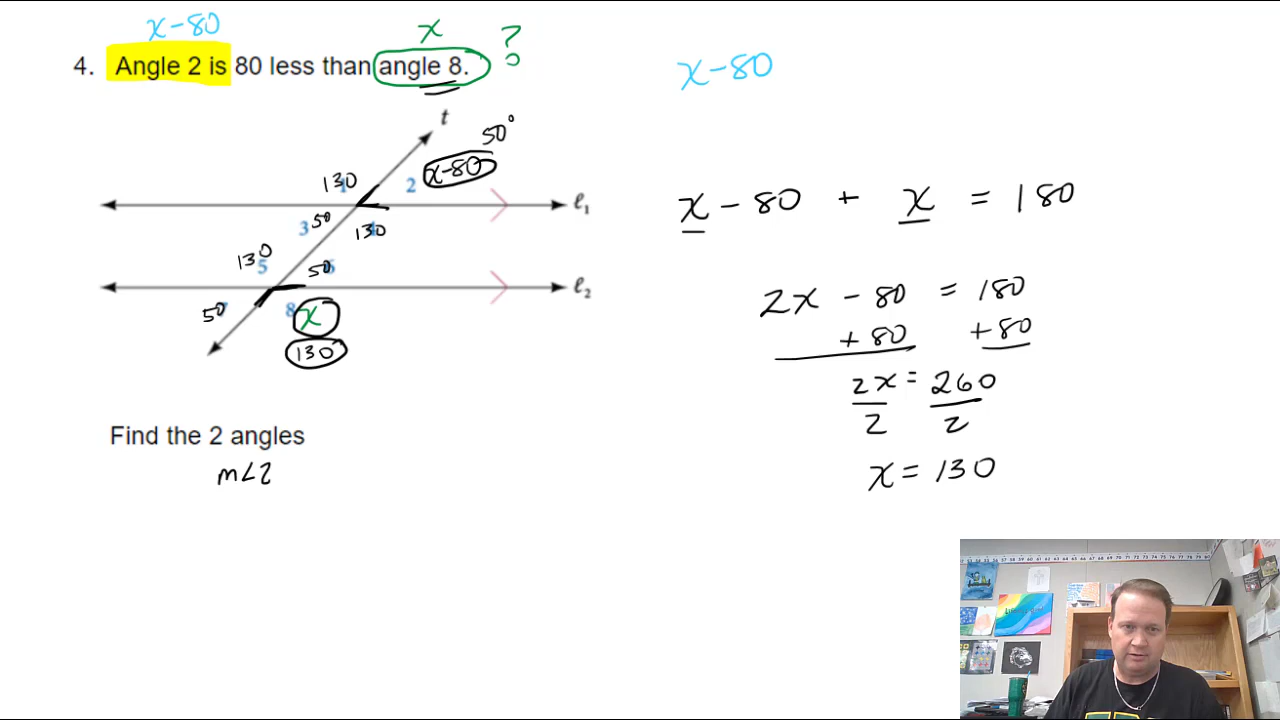 x-80 x ?
4. Angle 2 is 80 less than angle 8.
x-80
t
50°
130 2 x-80
x - 80 + x = 180
ℓ1
3 50 130
130 5 50
2x - 80 = 180
ℓ2
50 8 x
+ 80 +80
130°
2x = 260
2 2
Find the 2 angles
m∠2
x = 130